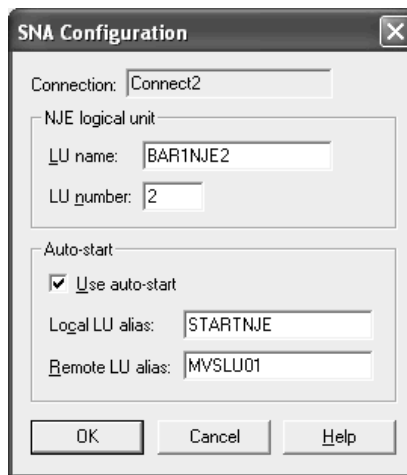 SNA Configuration
Connection: Connect2
NJE logical unit
LU name: BAR1NJE2
LU number: 2
Auto-start
Use auto-start
Local LU alias: STARTNJE
Remote LU alias: MVSLU01
OK Cancel Help